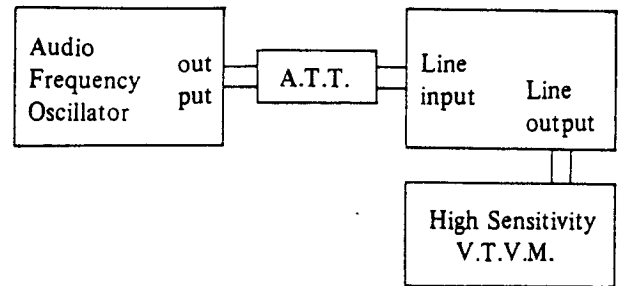 Audio
Frequency
Oscillator
out
put
A.T.T.
Line
input
Line
output
High Sensitivity
V.T.V.M.